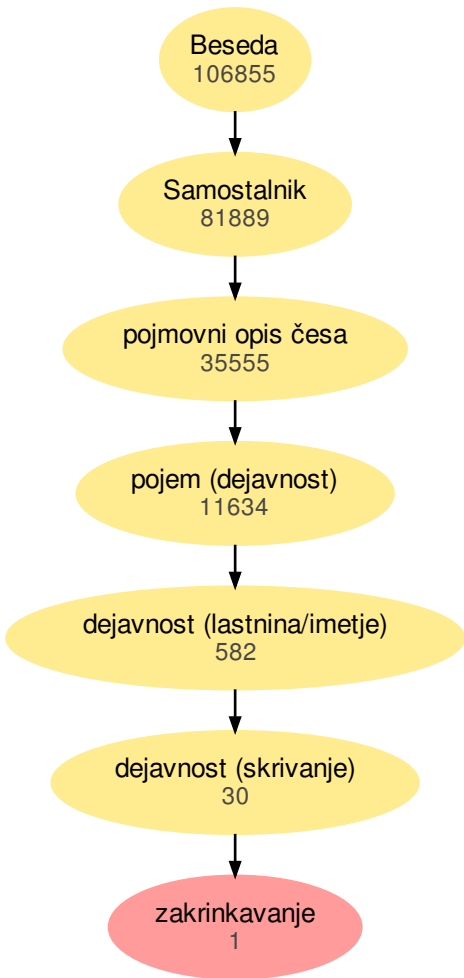 Beseda
106855
Samostalnik
81889
pojmovni opis česa
35555
pojem (dejavnost)
11634
dejavnost (lastnina/imetje)
582
dejavnost (skrivanje)
30
zakrinkavanje
1